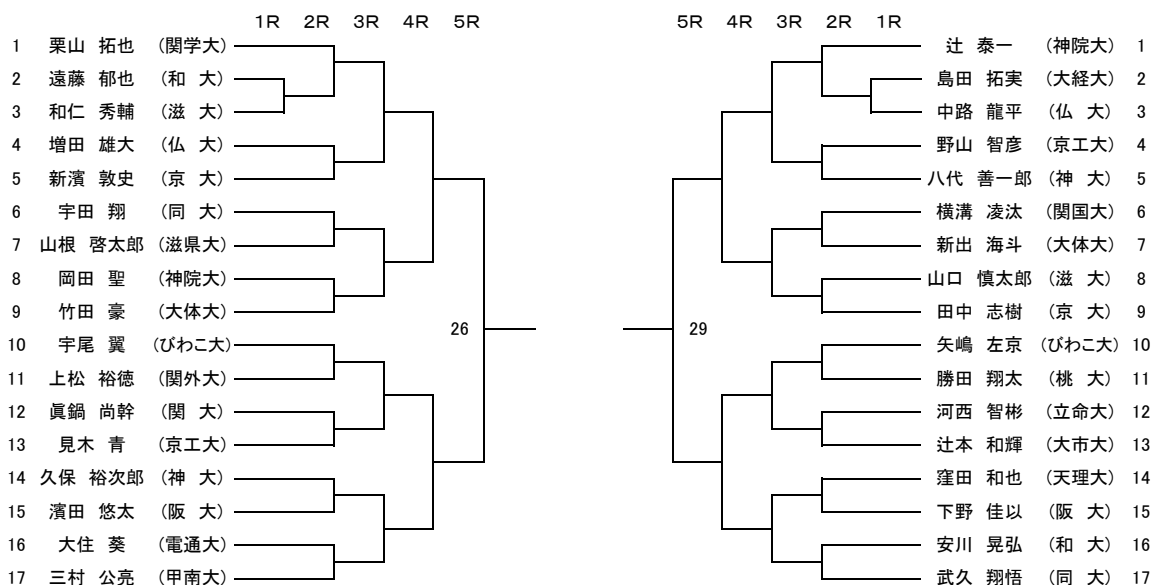 1R 2R 3R 4R 5R 5R 4R 3R 2R 1R
1 栗山 拓也 (関学大) 辻 泰一 (神院大) 1
2 遠藤 郁也 (和 大) 島田 拓実 (大経大) 2
3 和仁 秀輔 (滋 大) 中路 龍平 (仏 大) 3
4 増田 雄大 (仏 大) 野山 智彦 (京工大) 4
5 新濱 敦史 (京 大) 八代 善一郎 (神 大) 5
6 宇田 翔 (同 大) 横溝 凌汰 (関国大) 6
7 山根 啓太郎 (滋県大) 新出 海斗 (大体大) 7
8 岡田 聖 (神院大) 山口 慎太郎 (滋 大) 8
9 竹田 豪 (大体大) 田中 志樹 (京 大) 9
26 29
10 宇尾 翼 (びわこ大) 矢嶋 左京 (びわこ大) 10
11 上松 裕徳 (関外大) 勝田 翔太 (桃 大) 11
12 眞鍋 尚幹 (関 大) 河西 智彬 (立命大) 12
13 見木 青 (京工大) 辻本 和輝 (大市大) 13
14 久保 裕次郎 (神 大) 窪田 和也 (天理大) 14
15 濱田 悠太 (阪 大) 下野 佳以 (阪 大) 15
16 大住 葵 (電通大) 安川 晃弘 (和 大) 16
17 三村 公亮 (甲南大) 武久 翔悟 (同 大) 17